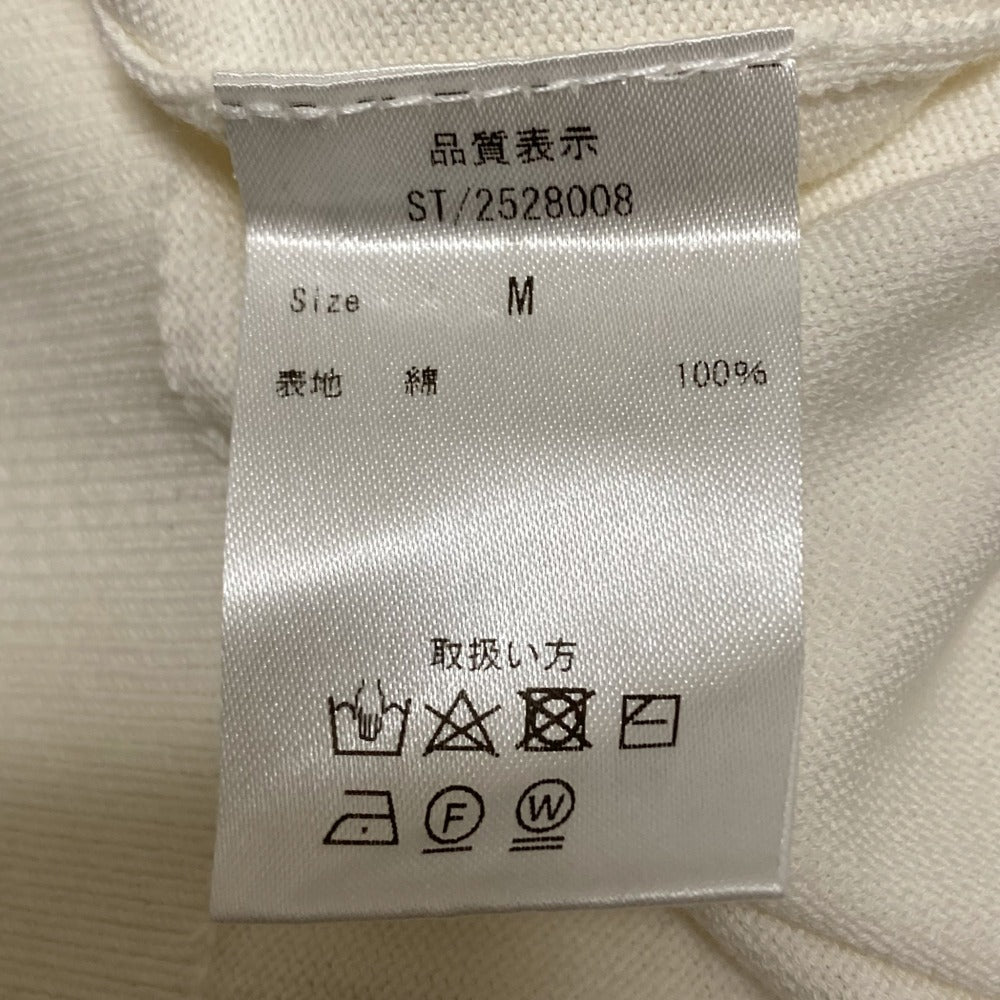 品質表示
ST/2528008
Size M
表地 綿 100%
取扱い方
F W